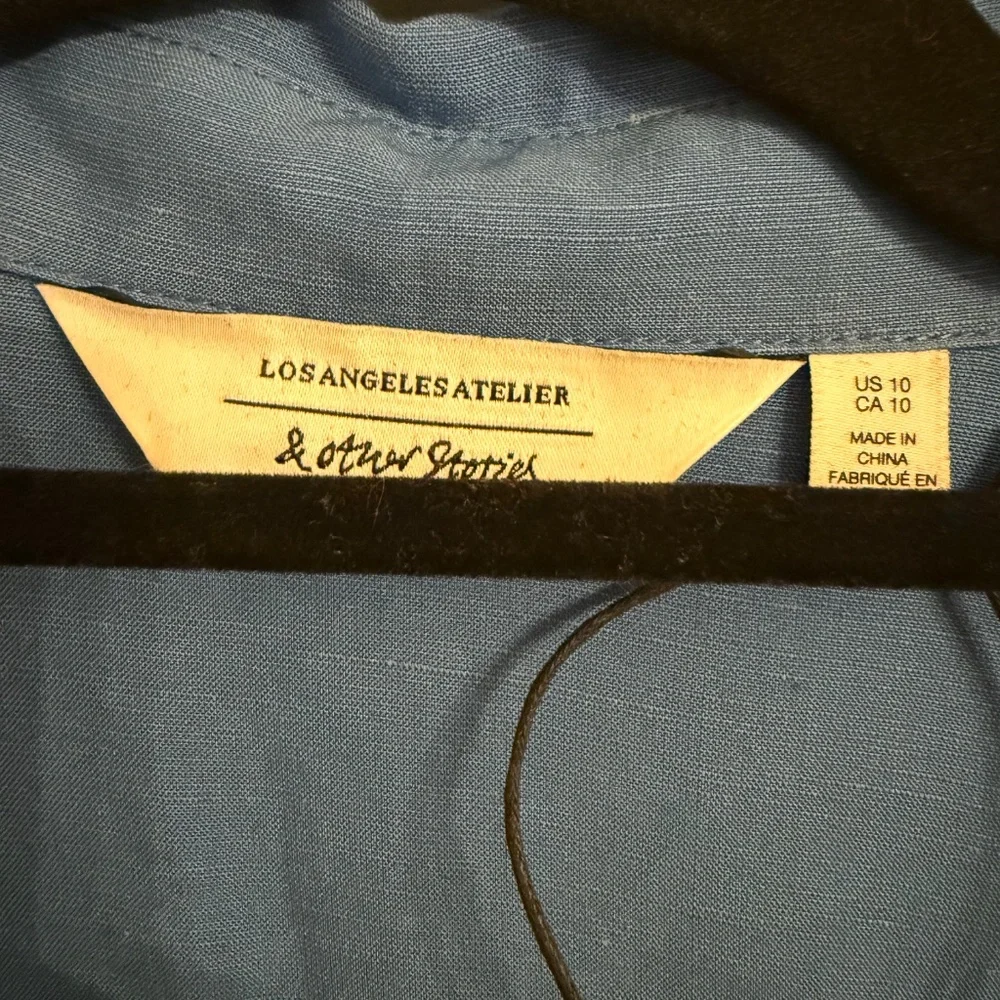 LOS ANGELES ATELIER
& other Stories
US 10
CA 10
MADE IN
CHINA
FABRIQUÉ EN